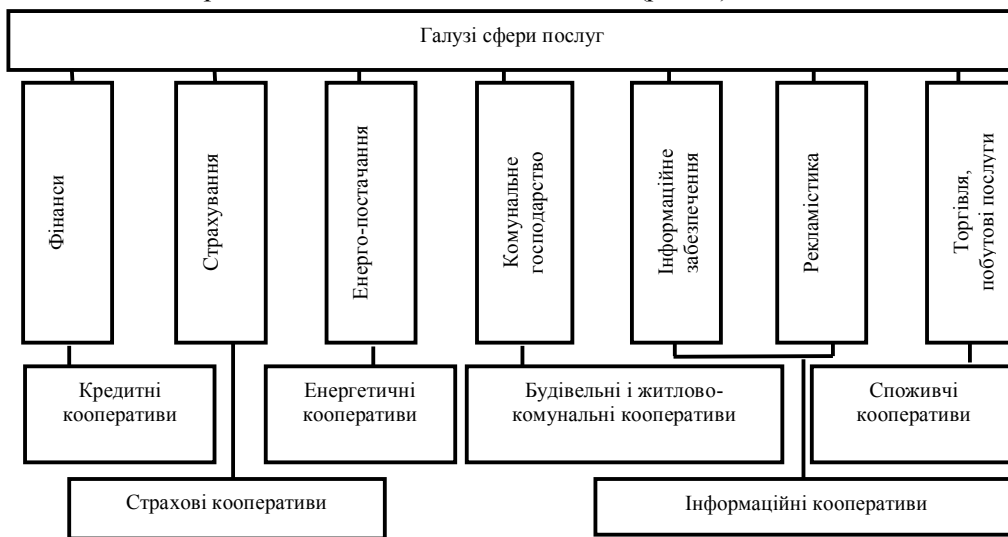 Галузі сфери послуг
Фінанси
Страхування
Енерго-постачання
Комунальне
господарство
Інформаційне
забезпечення
Рекламістика
Торгівля,
побутові послуги
Кредитні
кооперативи
Енергетичні
кооперативи
Будівельні і житлово-
комунальні кооперативи
Споживчі
кооперативи
Страхові кооперативи
Інформаційні кооперативи